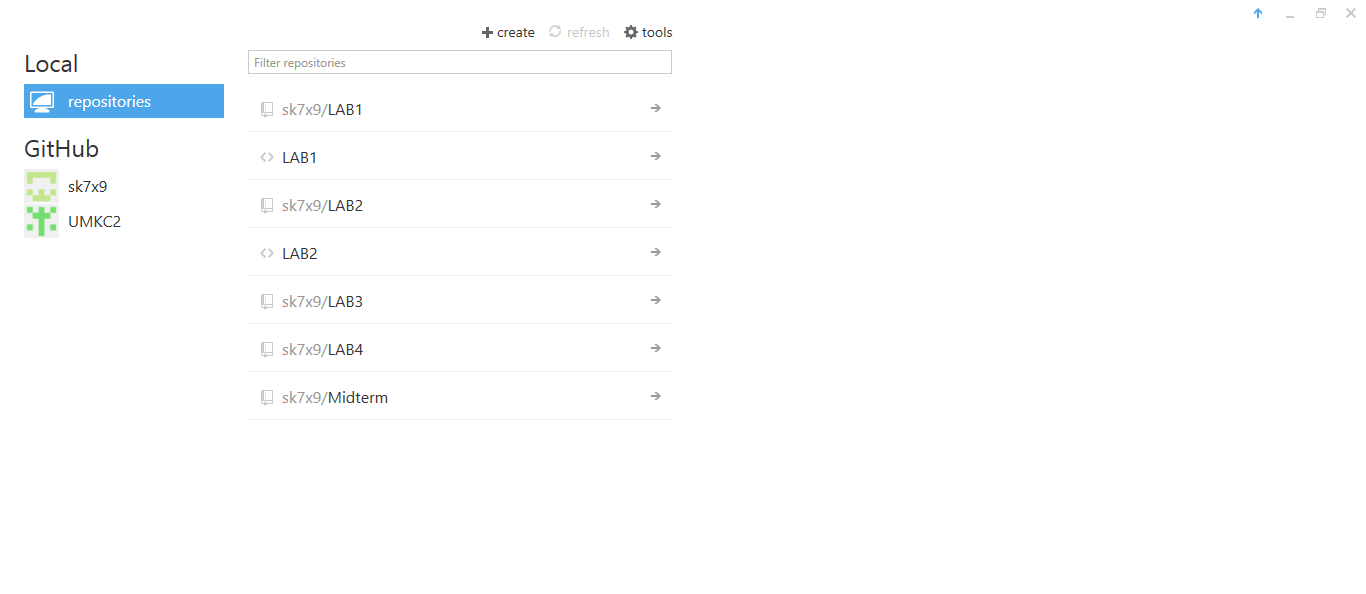 create refresh tools
Local
Filter repositories
repositories
sk7x9/LAB1
GitHub
LAB1
sk7x9
sk7x9/LAB2
UMKC2
LAB2
sk7x9/LAB3
sk7x9/LAB4
sk7x9/Midterm